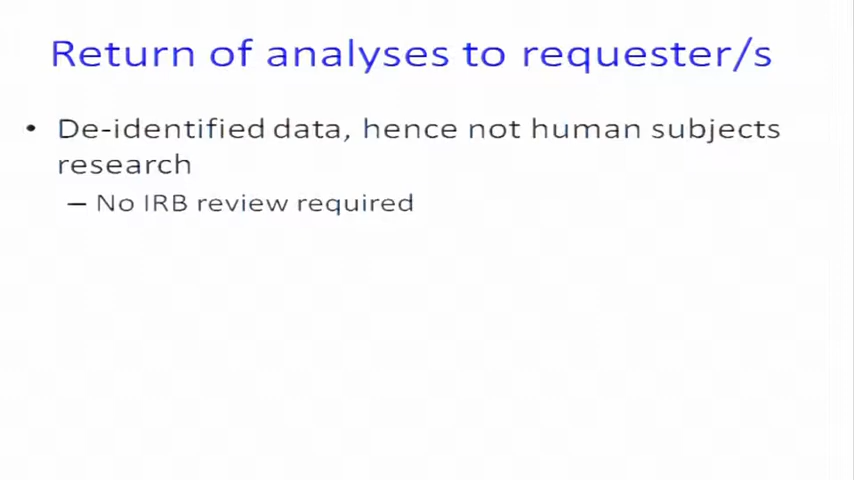 Return of analyses to requester/s
• De-identified data, hence not human subjects
research
– No IRB review required